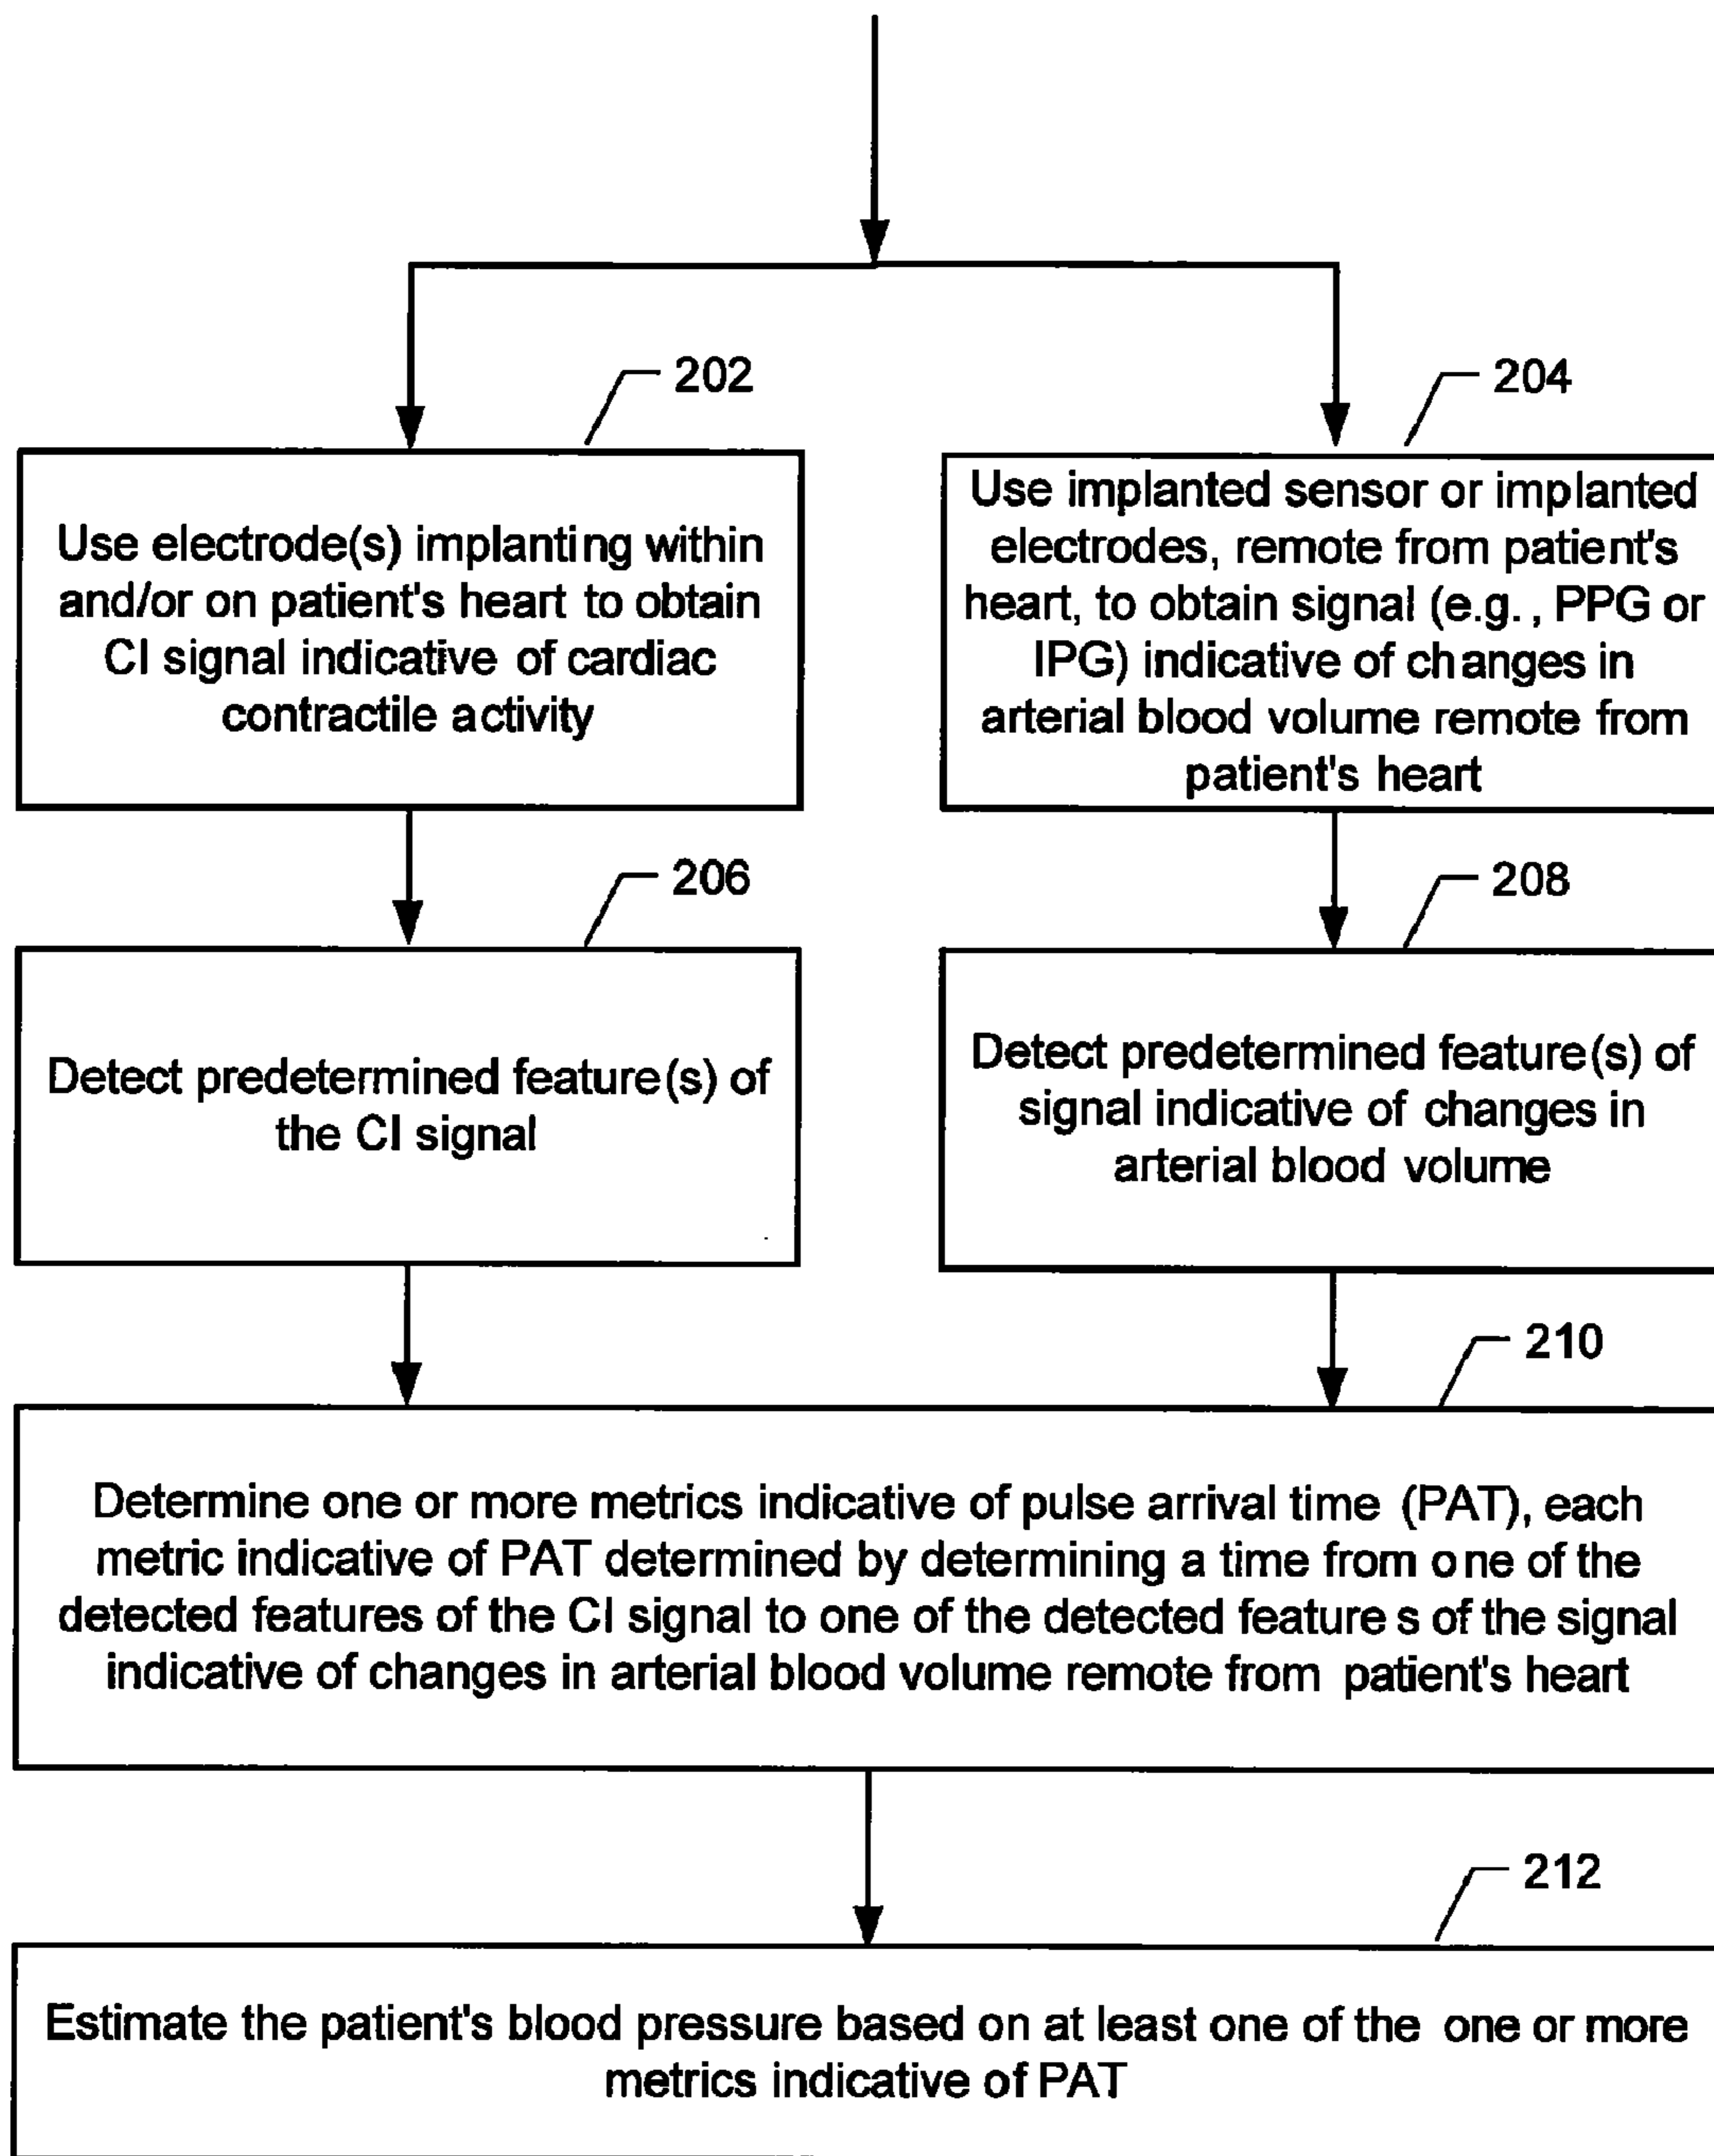 202
Use electrode(s) implanting within
and/or on patient's heart to obtain
CI signal indicative of cardiac
contractile activity
204
Use implanted sensor or implanted
electrodes, remote from patient's
heart, to obtain signal (e.g., PPG or
IPG) indicative of changes in
arterial blood volume remote from
patient's heart
206
Detect predetermined feature(s) of
the CI signal
208
Detect predetermined feature(s) of
signal indicative of changes in
arterial blood volume
210
Determine one or more metrics indicative of pulse arrival time (PAT), each
metric indicative of PAT determined by determining a time from one of the
detected features of the CI signal to one of the detected features of the signal
indicative of changes in arterial blood volume remote from patient's heart
212
Estimate the patient's blood pressure based on at least one of the one or more
metrics indicative of PAT